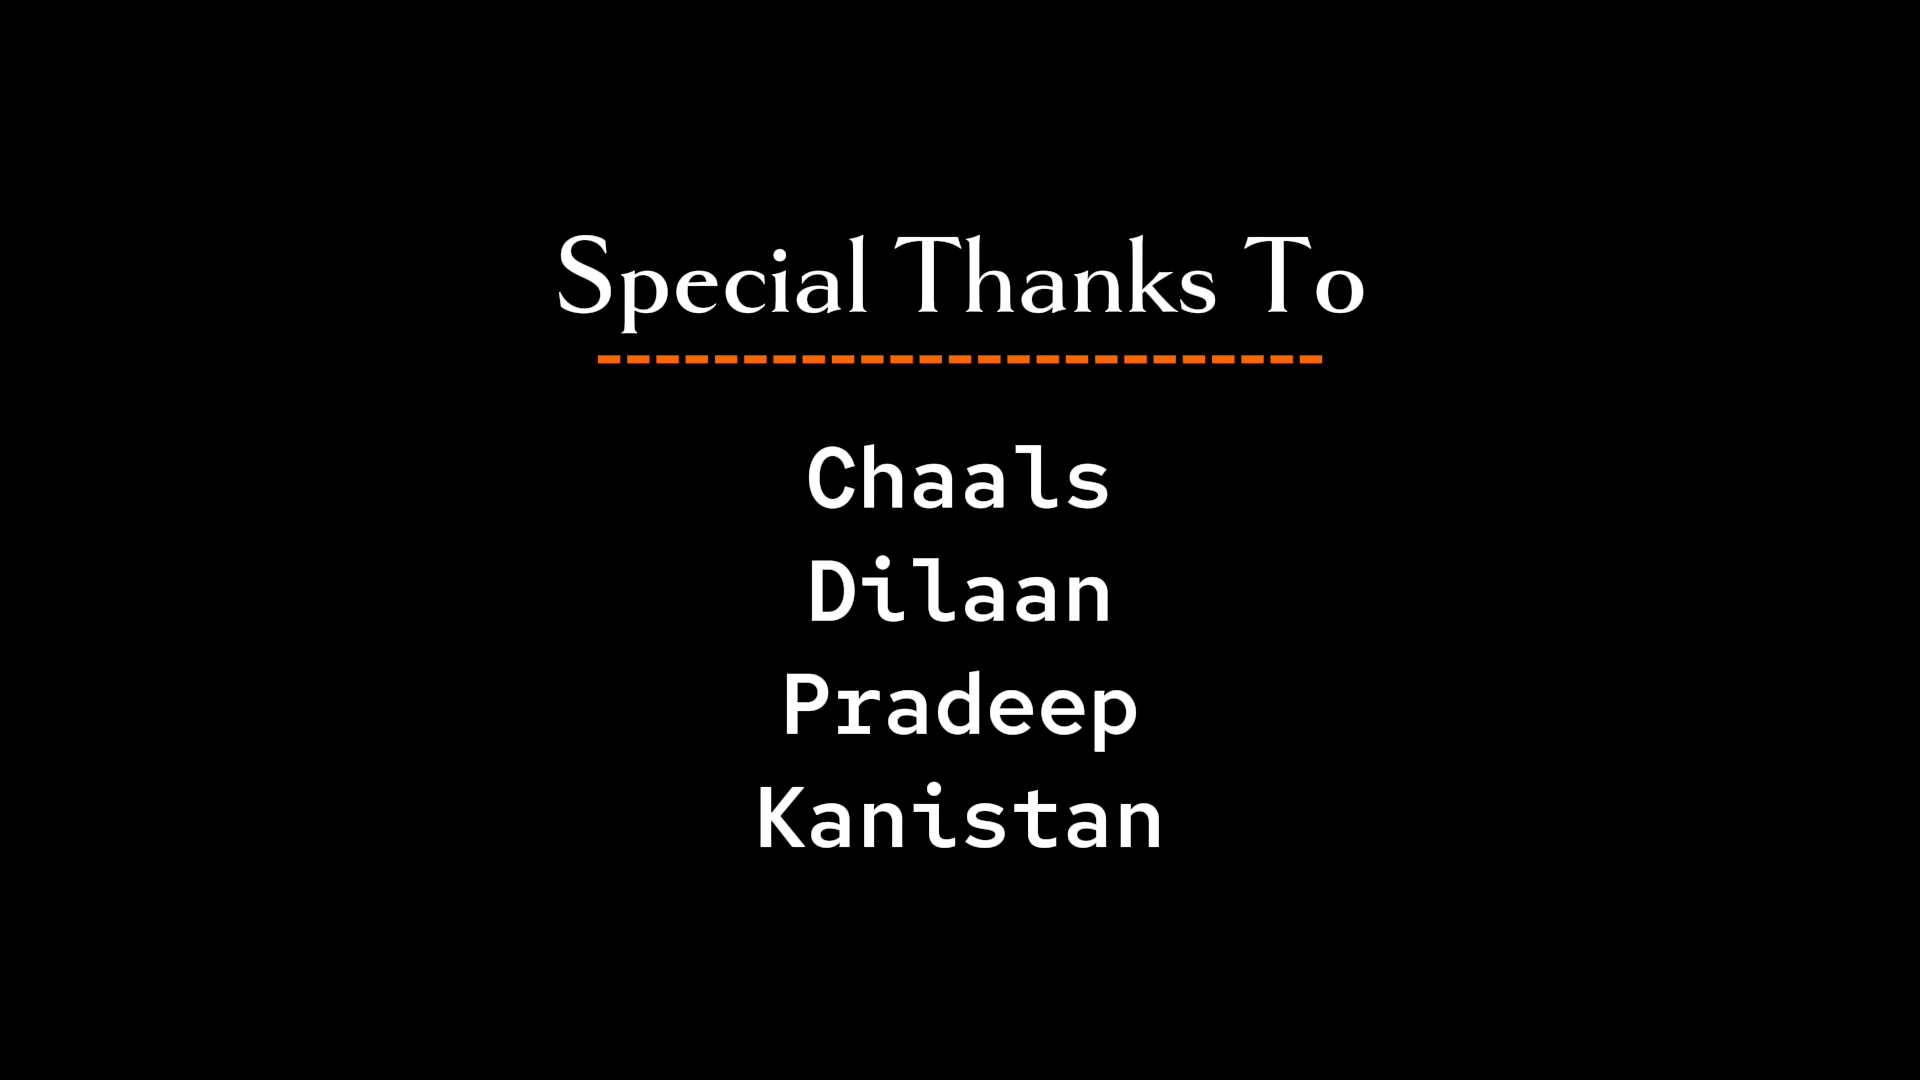 Special Thanks To
Chaals
Dilaan
Pradeep
Kanistan